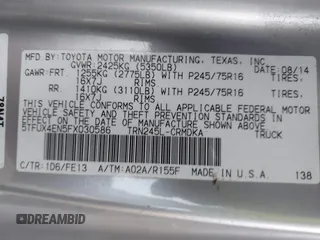 MFD. BY: TOYOTA MOTOR MANUFACTURING, TEXAS, INC.
GVWR: 2425KG (5350LB) DATE: 08/14
GAWR: FRT. 1255KG (2775LB) WITH P245/75R16 TIRES
16X7J RIMS
RR. 1410KG (3110LB) WITH P245/75R16 TIRES
16X7J RIMS
THIS VEHICLE CONFORMS TO ALL APPLICABLE FEDERAL MOTOR
VEHICLE SAFETY AND THEFT PREVENTION STANDARDS IN EFFECT
ON THE DATE OF MANUFACTURE SHOWN ABOVE.
5TFUX4EN5FX030586 TRUCK
TRN245L-CRMDKA
C/TR: 1D6/FE13 A/TM: A02A/R155F
MADE IN U.S.A. 138